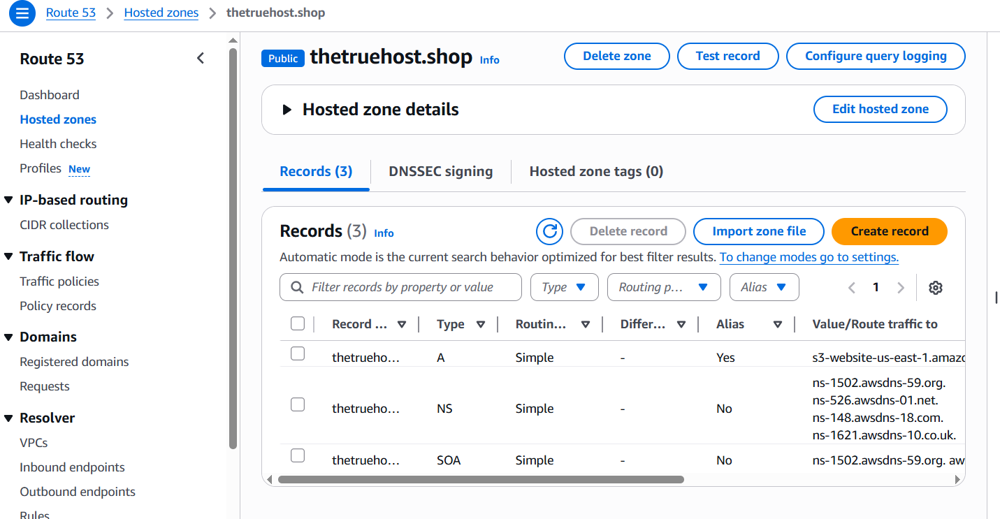 Route 53 > Hosted zones > thetruehost.shop
Route 53
Dashboard
Hosted zones
Health checks
Profiles New
IP-based routing
CIDR collections
Traffic flow
Traffic policies
Policy records
Domains
Registered domains
Requests
Resolver
VPCs
Inbound endpoints
Outbound endpoints
Rules
Public thetruehost.shop Info
Delete zone Test record Configure query logging
Hosted zone details Edit hosted zone
Records (3) DNSSEC signing Hosted zone tags (0)
Records (3) Info Delete record Import zone file Create record
Automatic mode is the current search behavior optimized for best filter results. To change modes go to settings.
Filter records by property or value Type Routing p... Alias 1
Record ... Type Routin... Differ... Alias Value/Route traffic to
thetrueho... A Simple - Yes s3-website-us-east-1.amazo
thetrueho... NS Simple - No ns-1502.awsdns-59.org.
ns-526.awsdns-01.net.
ns-148.awsdns-18.com.
ns-1621.awsdns-10.co.uk.
thetrueho... SOA Simple - No ns-1502.awsdns-59.org. aw